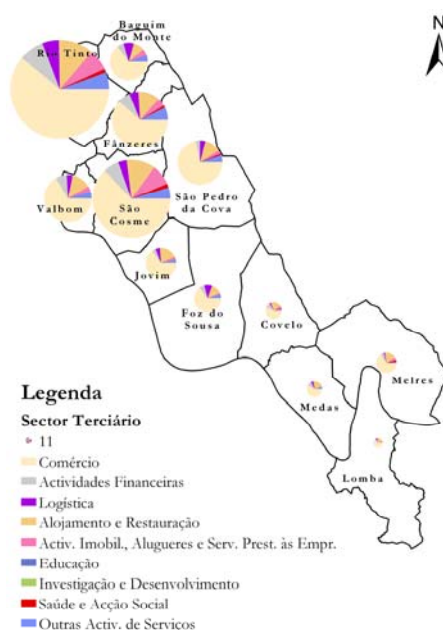 N
Baguim
do Monte
Rio Tinto
Fânzeres
Valbom
São
Cosme
São Pedro
da Cova
Jovim
Foz do
Sousa
Covelo
Melres
Medas
Lomba
Legenda
Sector Terciário
11
Comércio
Actividades Financeiras
Logística
Alojamento e Restauração
Activ. Imobil., Alugueres e Serv. Prest. às Empr.
Educação
Investigação e Desenvolvimento
Saúde e Acção Social
Outras Activ. de Serviços